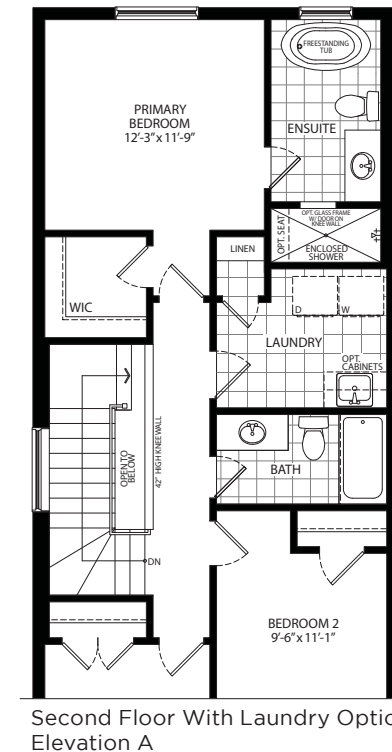 FREESTANDING
TUB
PRIMARY
BEDROOM
12'-3" x 11'-9"
ENSUITE
OPT. SEAT
OPT. GLASS FRAME
W/ DOOR ON
KNEE WALL
ENCLOSED
SHOWER
LINEN
WIC
D
W
LAUNDRY
OPT.
CABINETS
OPEN TO
BELOW
42" HIGH KNEE WALL
BATH
DN
BEDROOM 2
9'-6" x 11'-1"
Second Floor With Laundry Optio
Elevation A